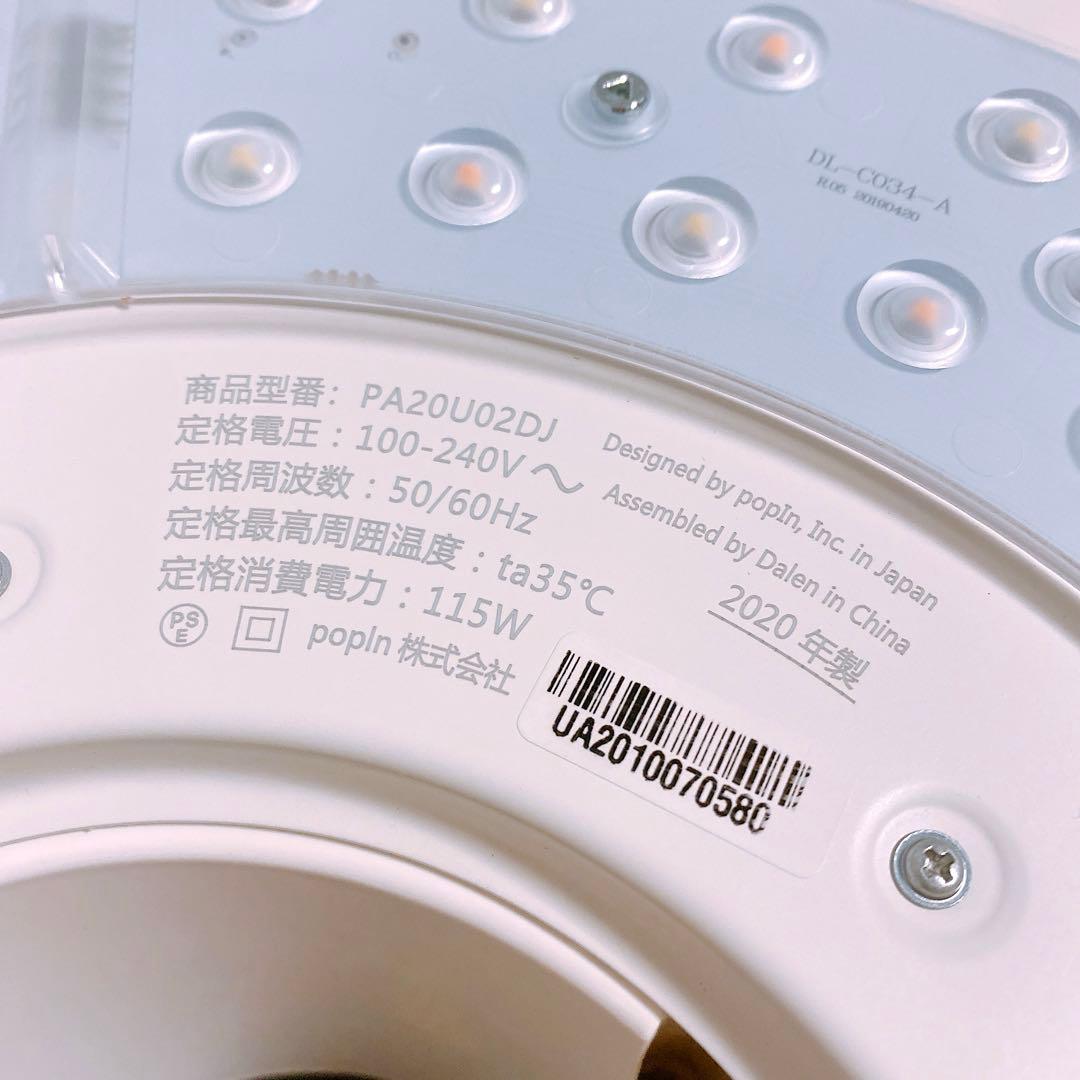 DL-C034-A
R.05 20190420
商品型番: PA20U02DJ
定格電圧:100-240V～
定格周波数:50/60Hz
定格最高周囲温度:ta35℃
定格消費電力:115W
PSE popIn 株式会社
Designed by popIn, Inc. in Japan
Assembled by Dalen in China
2020 年製
UA2010070580